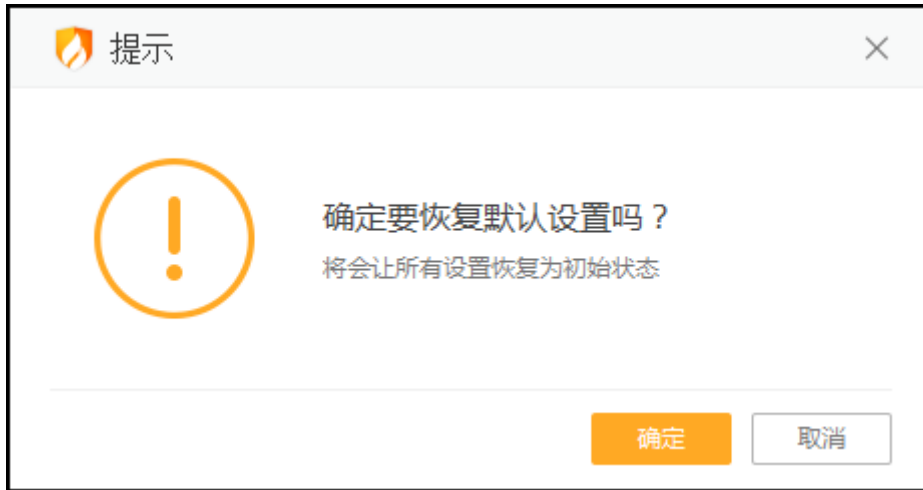 提示
确定要恢复默认设置吗？
将会让所有设置恢复为初始状态
确定
取消